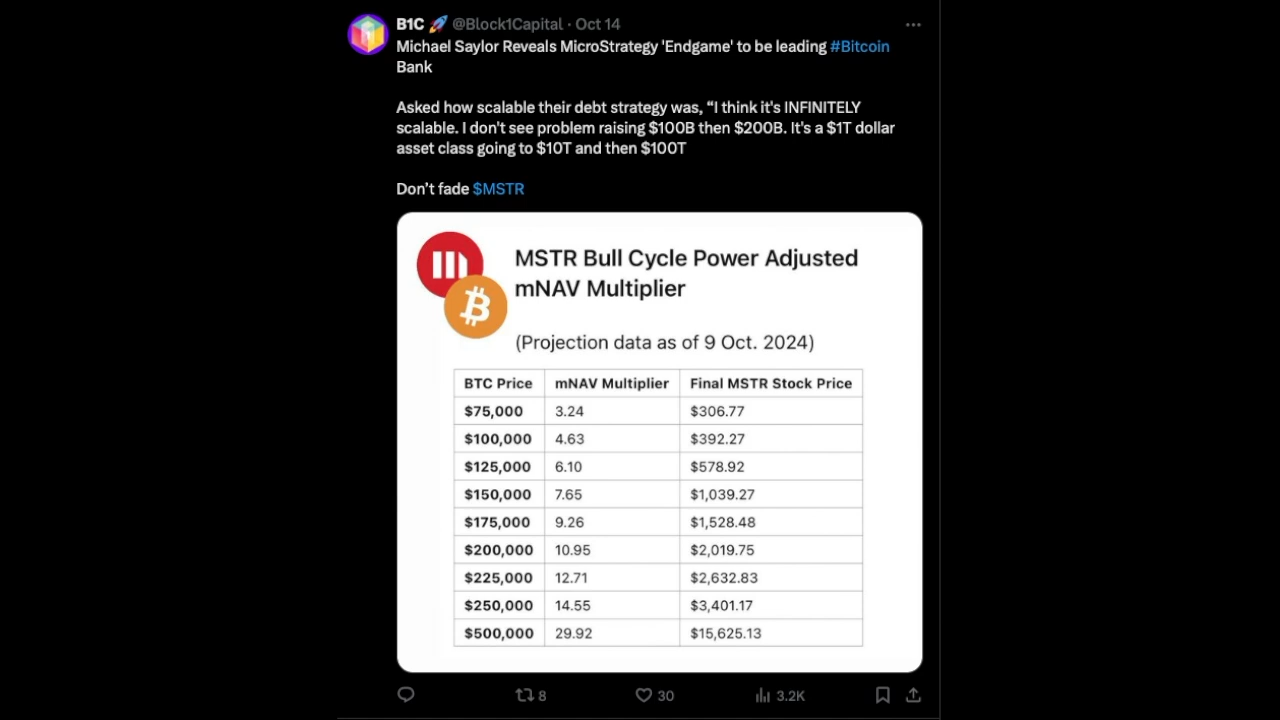 B1C 🚀 @Block1Capital · Oct 14
Michael Saylor Reveals MicroStrategy 'Endgame' to be leading #Bitcoin
Bank
Asked how scalable their debt strategy was, “I think it's INFINITELY
scalable. I don't see problem raising $100B then $200B. It's a $1T dollar
asset class going to $10T and then $100T
Don’t fade $MSTR
MSTR Bull Cycle Power Adjusted
mNAV Multiplier
(Projection data as of 9 Oct. 2024)
BTC Price mNAV Multiplier Final MSTR Stock Price
$75,000 3.24 $306.77
$100,000 4.63 $392.27
$125,000 6.10 $578.92
$150,000 7.65 $1,039.27
$175,000 9.26 $1,528.48
$200,000 10.95 $2,019.75
$225,000 12.71 $2,632.83
$250,000 14.55 $3,401.17
$500,000 29.92 $15,625.13
8 30 3.2K